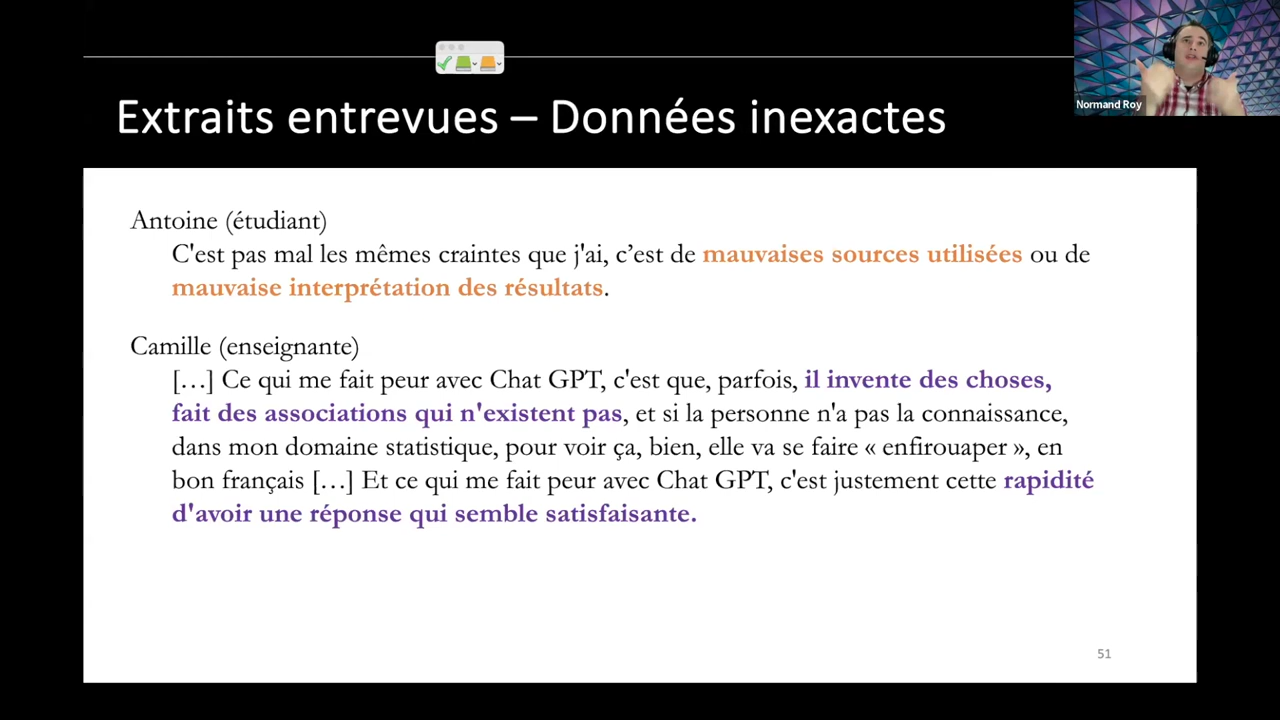 Normand Roy
Extraits entrevues – Données inexactes
Antoine (étudiant)
C'est pas mal les mêmes craintes que j'ai, c’est de mauvaises sources utilisées ou de
mauvaise interprétation des résultats.
Camille (enseignante)
[…] Ce qui me fait peur avec Chat GPT, c'est que, parfois, il invente des choses,
fait des associations qui n'existent pas, et si la personne n'a pas la connaissance,
dans mon domaine statistique, pour voir ça, bien, elle va se faire « enfirouaper », en
bon français […] Et ce qui me fait peur avec Chat GPT, c'est justement cette rapidité
d'avoir une réponse qui semble satisfaisante.
51